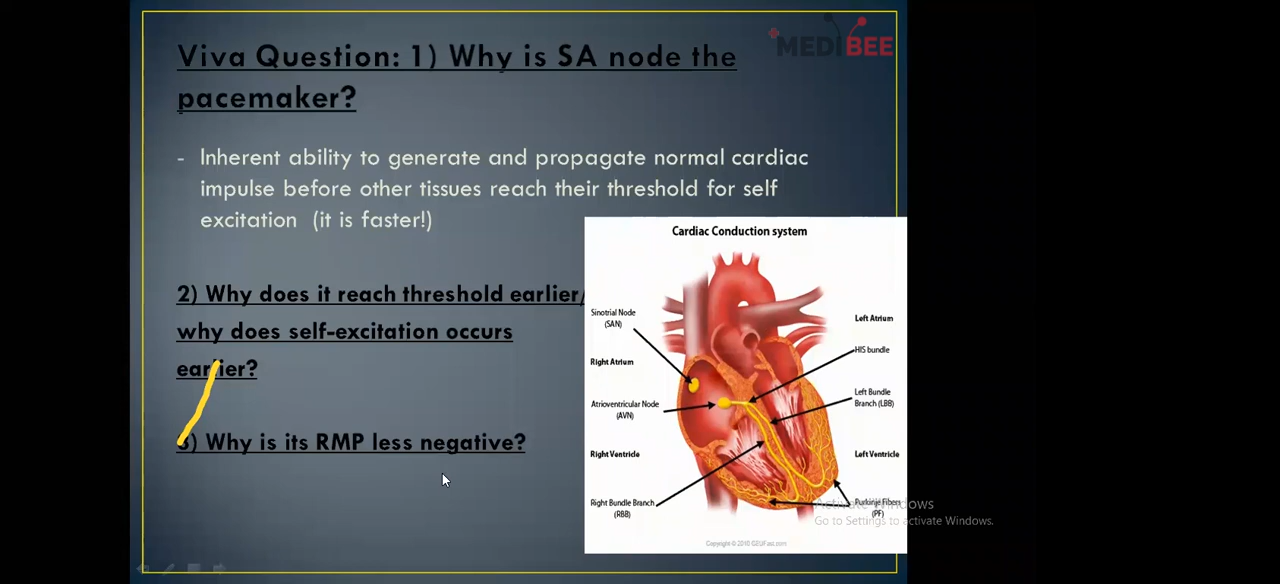 MEDIBEE
Viva Question: 1) Why is SA node the
pacemaker?
- Inherent ability to generate and propagate normal cardiac
impulse before other tissues reach their threshold for self
excitation (it is faster!)
2) Why does it reach threshold earlier/
why does self-excitation occurs
earlier?
3) Why is its RMP less negative?
Cardiac Conduction system
Sinotrial Node
(SAN)
Right Atrium
Atrioventricular Node
(AVN)
Right Ventricle
Right Bundle Branch
(RBB)
Left Atrium
HIS bundle
Left Bundle
Branch (LBB)
Left Ventricle
Purkinje Fibers
(PF)
Activate Windows
Go to Settings to activate Windows.